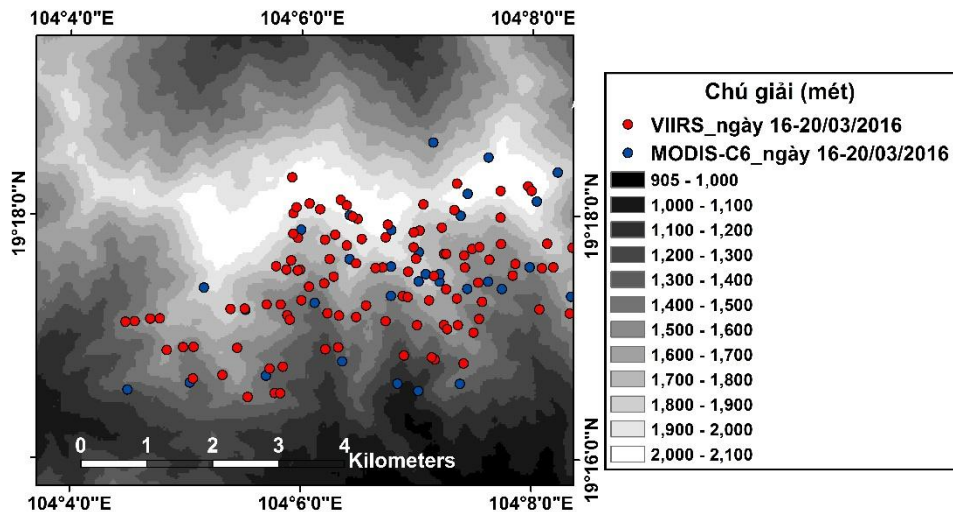 104°4'0"E 104°6'0"E 104°8'0"E
19°18'0"N
19°18'0"N
0 1 2 3 4
Kilometers
19°16'0"N
104°4'0"E 104°6'0"E 104°8'0"E
Chú giải (mét)
VIIRS_ngày 16-20/03/2016
MODIS-C6_ngày 16-20/03/2016
905 - 1,000
1,000 - 1,100
1,100 - 1,200
1,200 - 1,300
1,300 - 1,400
1,400 - 1,500
1,500 - 1,600
1,600 - 1,700
1,700 - 1,800
1,800 - 1,900
1,900 - 2,000
2,000 - 2,100